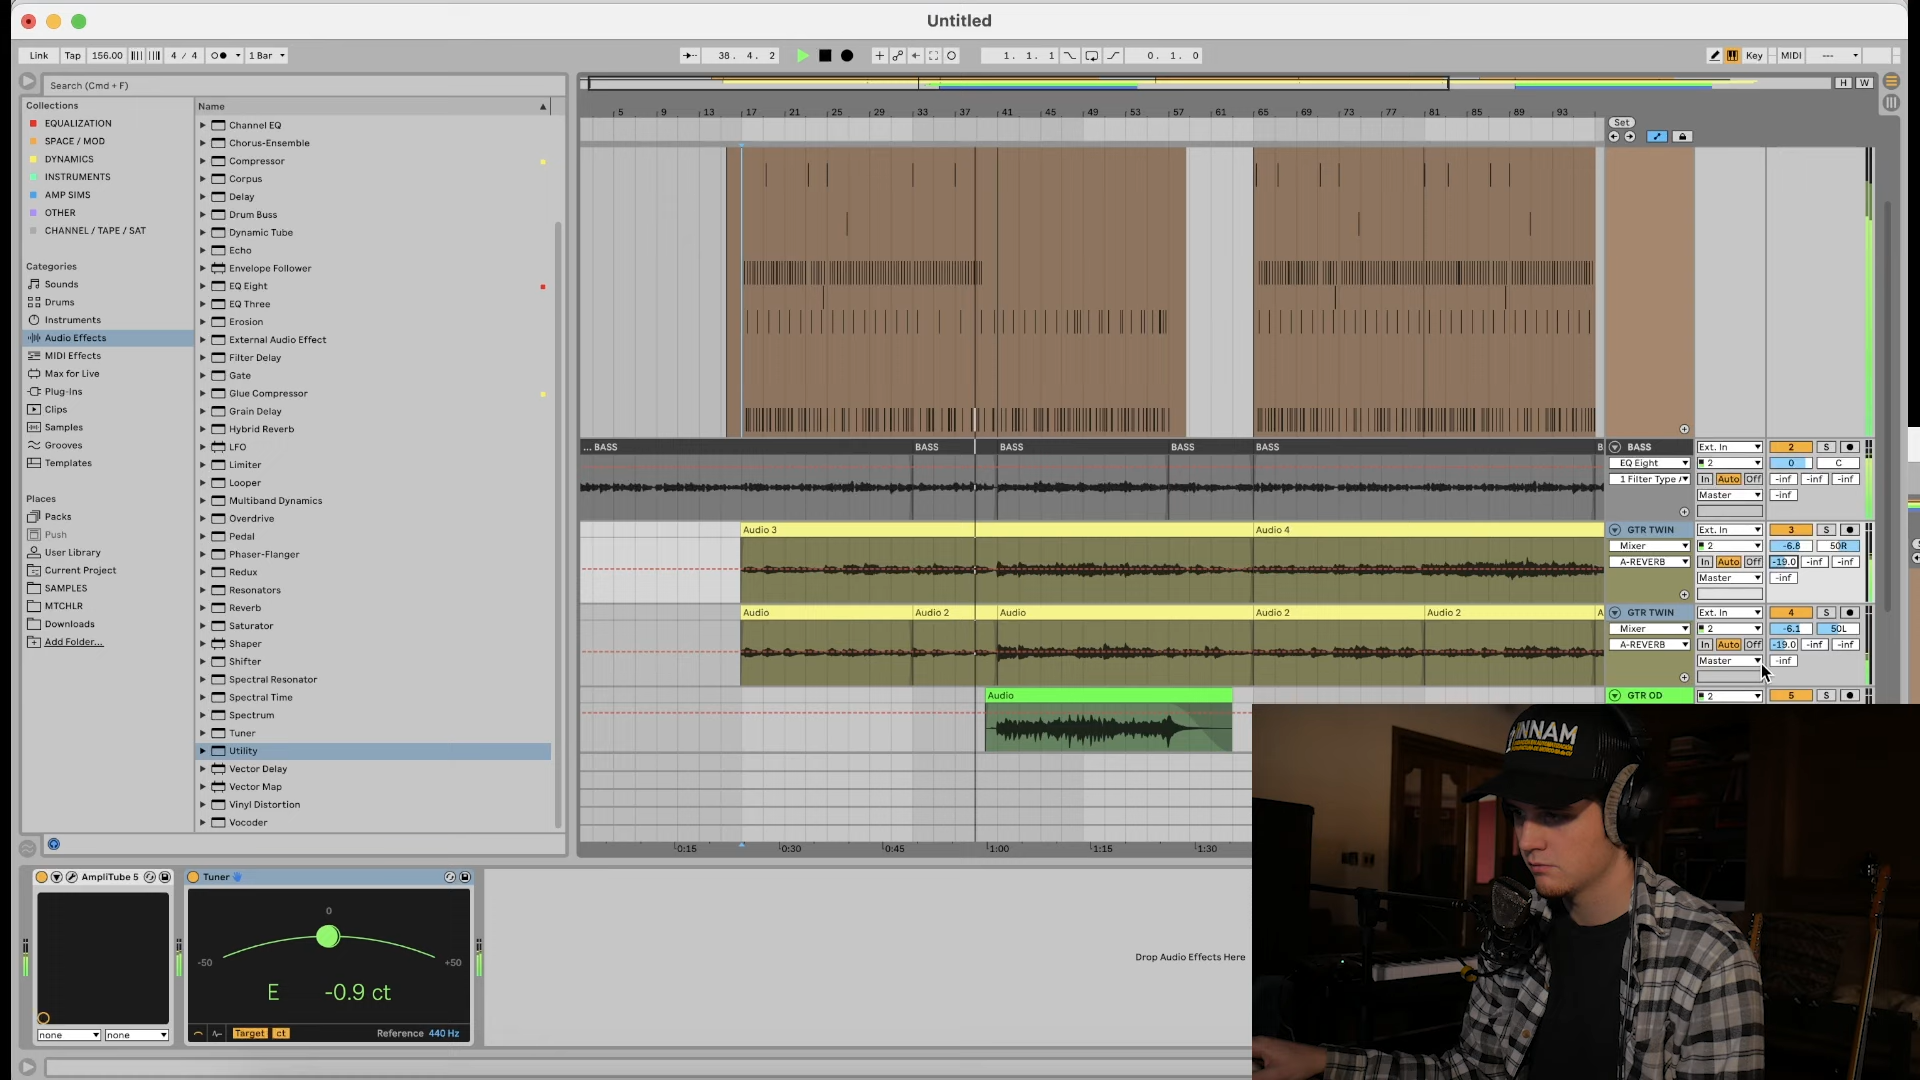 Untitled
Link Tap 156.00 4 / 4 1 Bar 38. 4. 2 1. 1. 1 0. 1. 0 Key MIDI ---
Search (Cmd + F)
H W
Collections
EQUALIZATION
SPACE / MOD
DYNAMICS
INSTRUMENTS
AMP SIMS
OTHER
CHANNEL / TAPE / SAT
Categories
Sounds
Drums
Instruments
Audio Effects
MIDI Effects
Max for Live
Plug-Ins
Clips
Samples
Grooves
Templates
Places
Packs
Push
User Library
Current Project
SAMPLES
MTCHLR
Downloads
Add Folder...
Name
Channel EQ
Chorus-Ensemble
Compressor
Corpus
Delay
Drum Buss
Dynamic Tube
Echo
Envelope Follower
EQ Eight
EQ Three
Erosion
External Audio Effect
Filter Delay
Gate
Glue Compressor
Grain Delay
Hybrid Reverb
LFO
Limiter
Looper
Multiband Dynamics
Overdrive
Pedal
Phaser-Flanger
Redux
Resonators
Reverb
Saturator
Shaper
Shifter
Spectral Resonator
Spectral Time
Spectrum
Tuner
Utility
Vector Delay
Vector Map
Vinyl Distortion
Vocoder
5 9 13 17 21 25 29 33 37 41 45 49 53 57 61 65 69 73 77 81 85 89 93
Set
... BASS BASS BASS BASS BASS B
BASS Ext. In 2 S
EQ Eight 2 0 C
1 Filter Type / In Auto Off -inf -inf -inf
Master -inf
Audio 3 Audio 4
GTR TWIN Ext. In 3 S
Mixer 2 -6.8 50R
A-REVERB In Auto Off -19.0 -inf -inf
Master -inf
Audio Audio 2 Audio Audio 2 Audio 2 A
GTR TWIN Ext. In 4 S
Mixer 2 -6.1 50L
A-REVERB In Auto Off -19.0 -inf -inf
Master -inf
Audio
GTR OD 2 5 S
0:15 0:30 0:45 1:00 1:15 1:30
AmpliTube 5
none none
Tuner
0
-50 +50
E -0.9 ct
Target ct Reference 440 Hz
Drop Audio Effects Here
INNAM